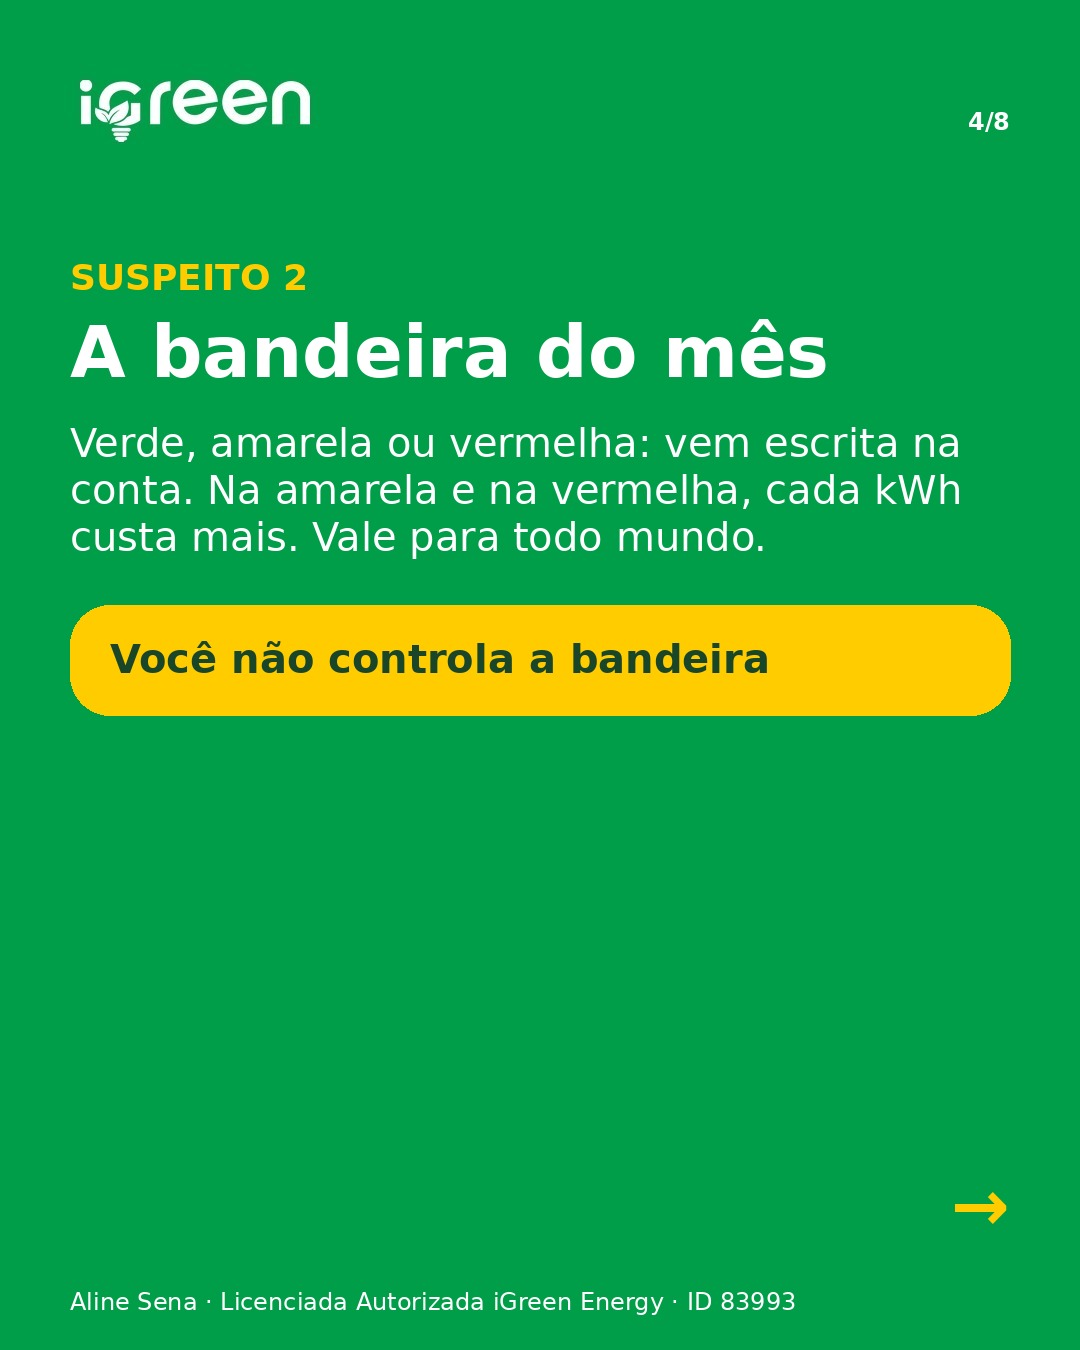 iGreen
4/8
SUSPEITO 2
A bandeira do mês
Verde, amarela ou vermelha: vem escrita na
conta. Na amarela e na vermelha, cada kWh
custa mais. Vale para todo mundo.
Você não controla a bandeira
→
Aline Sena · Licenciada Autorizada iGreen Energy · ID 83993